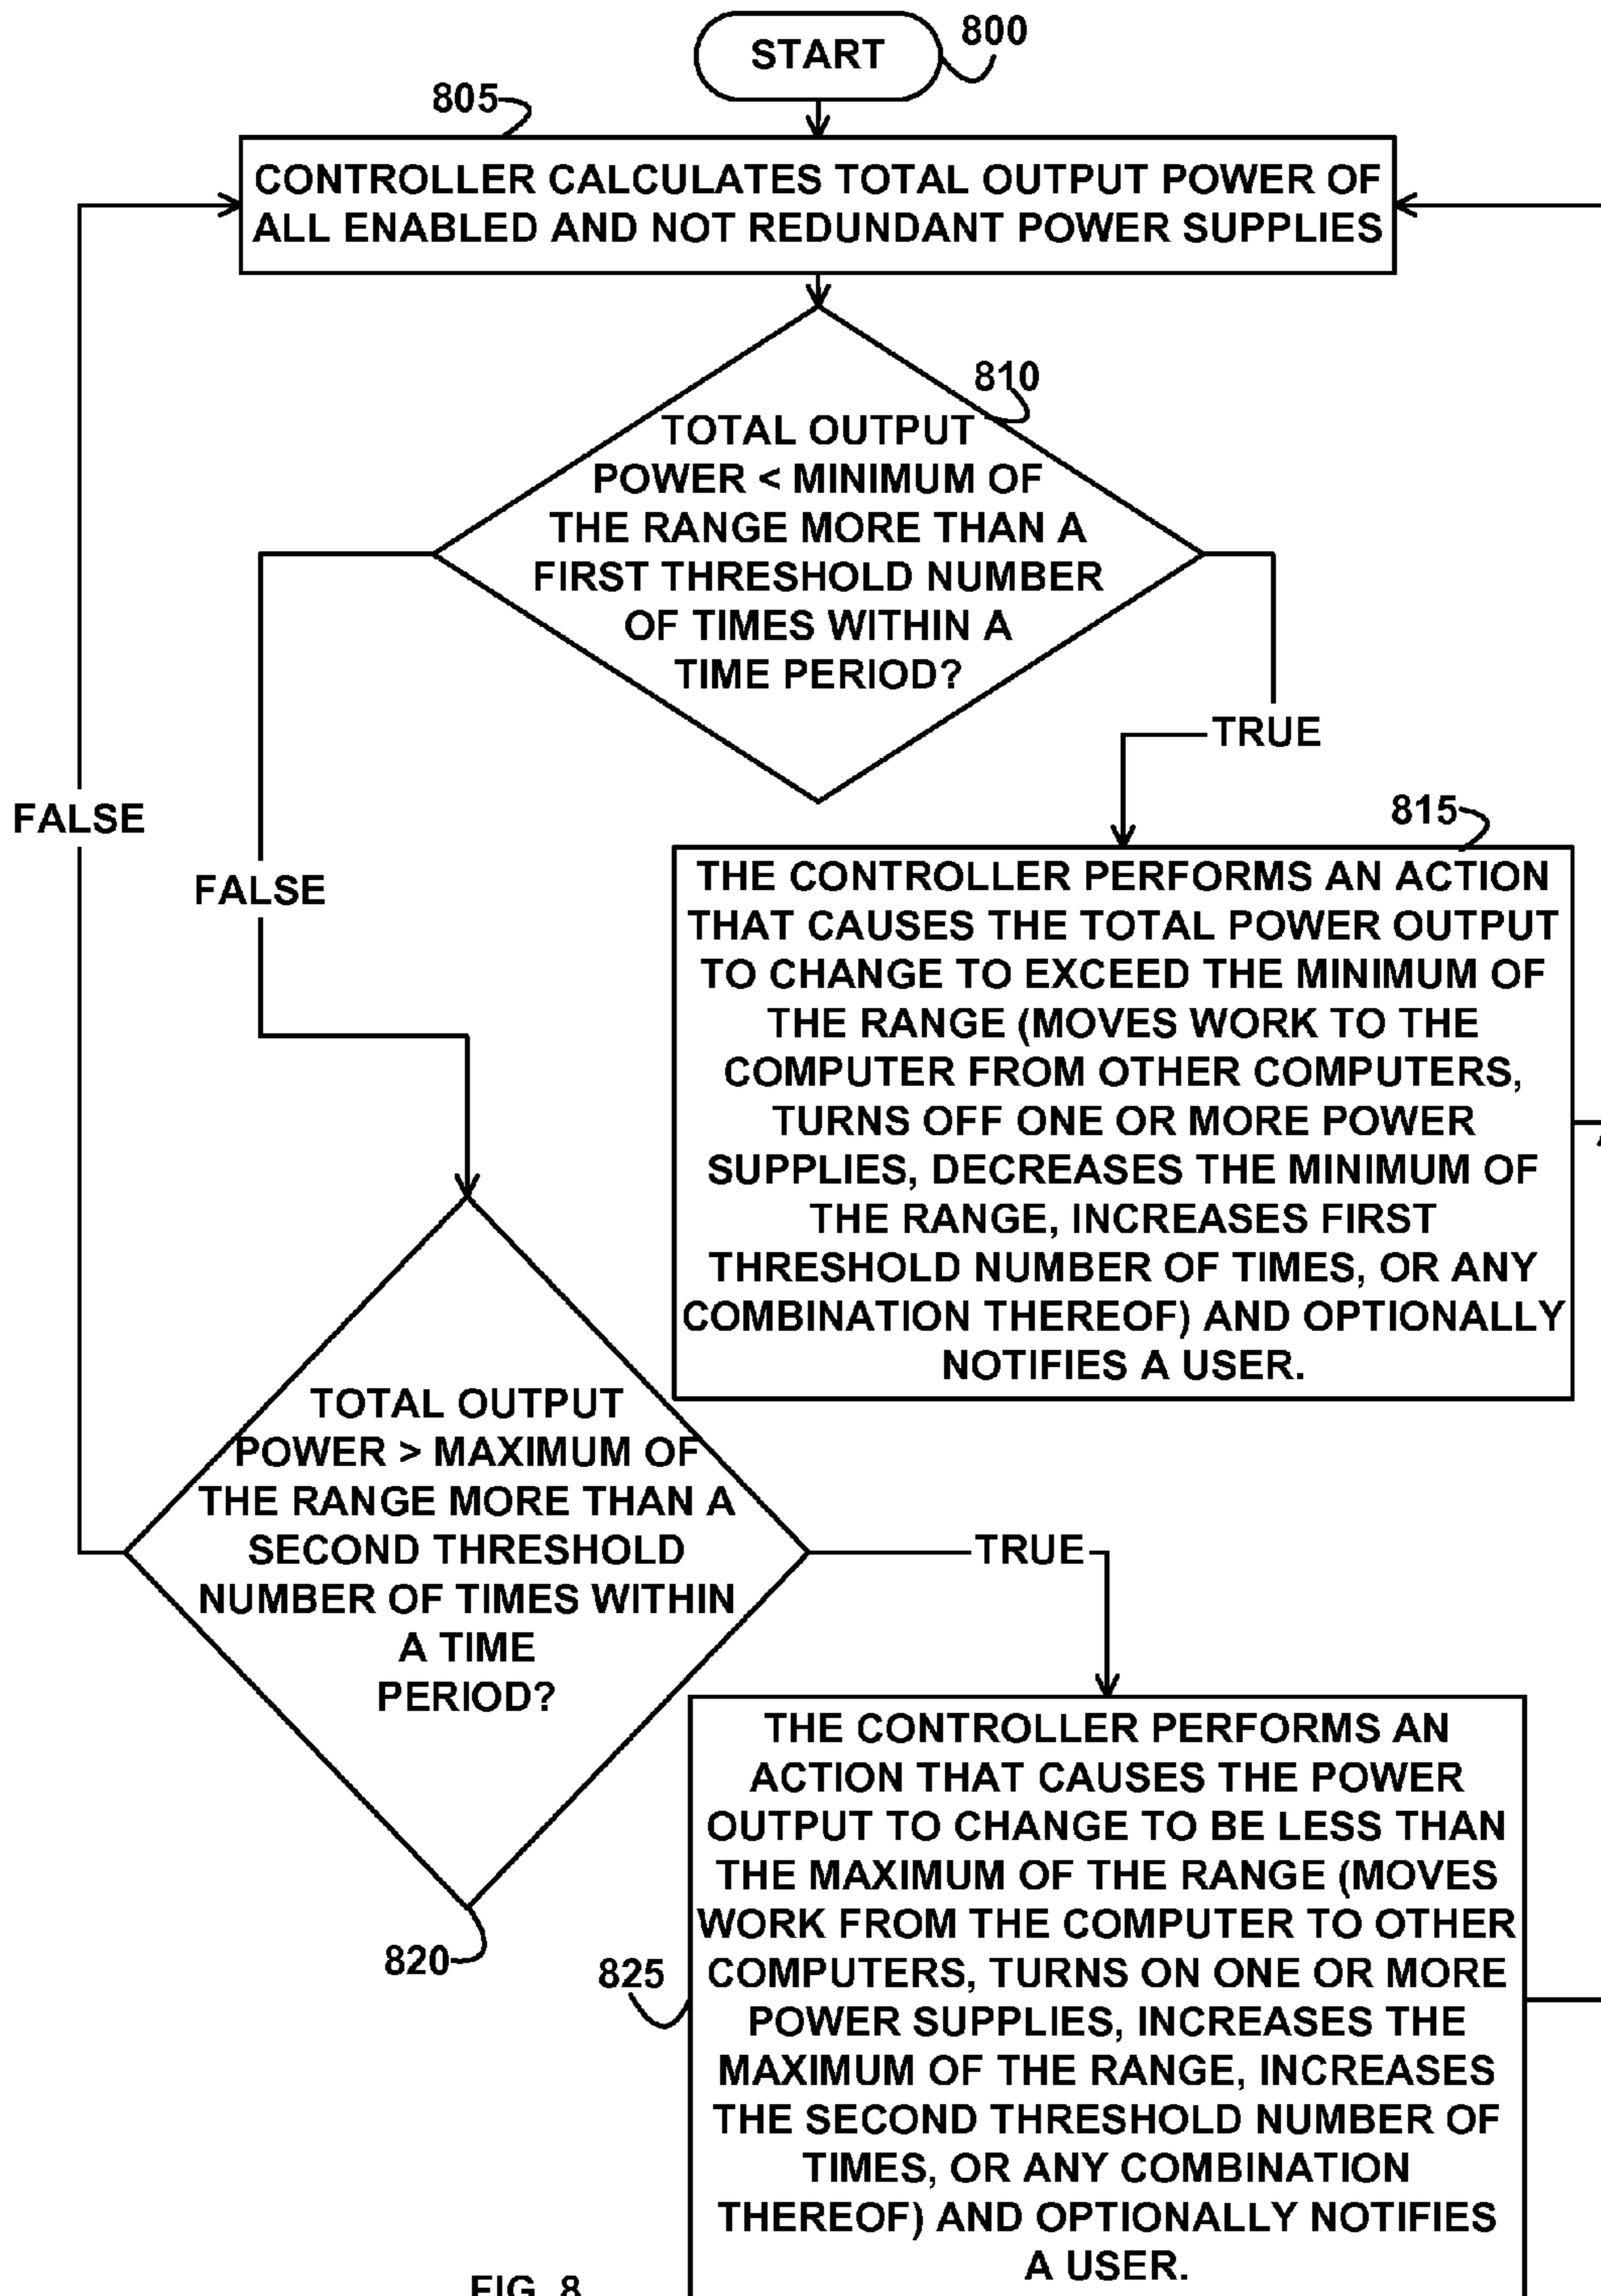 START
800
805
CONTROLLER CALCULATES TOTAL OUTPUT POWER OF
ALL ENABLED AND NOT REDUNDANT POWER SUPPLIES
810
TOTAL OUTPUT
POWER < MINIMUM OF
THE RANGE MORE THAN A
FIRST THRESHOLD NUMBER
OF TIMES WITHIN A
TIME PERIOD?
TRUE
FALSE
FALSE
815
THE CONTROLLER PERFORMS AN ACTION
THAT CAUSES THE TOTAL POWER OUTPUT
TO CHANGE TO EXCEED THE MINIMUM OF
THE RANGE (MOVES WORK TO THE
COMPUTER FROM OTHER COMPUTERS,
TURNS OFF ONE OR MORE POWER
SUPPLIES, DECREASES THE MINIMUM OF
THE RANGE, INCREASES FIRST
THRESHOLD NUMBER OF TIMES, OR ANY
COMBINATION THEREOF) AND OPTIONALLY
NOTIFIES A USER.
TOTAL OUTPUT
POWER > MAXIMUM OF
THE RANGE MORE THAN A
SECOND THRESHOLD
NUMBER OF TIMES WITHIN
A TIME
PERIOD?
TRUE
820
825
THE CONTROLLER PERFORMS AN
ACTION THAT CAUSES THE POWER
OUTPUT TO CHANGE TO BE LESS THAN
THE MAXIMUM OF THE RANGE (MOVES
WORK FROM THE COMPUTER TO OTHER
COMPUTERS, TURNS ON ONE OR MORE
POWER SUPPLIES, INCREASES THE
MAXIMUM OF THE RANGE, INCREASES
THE SECOND THRESHOLD NUMBER OF
TIMES, OR ANY COMBINATION
THEREOF) AND OPTIONALLY NOTIFIES
A USER.
FIG. 8